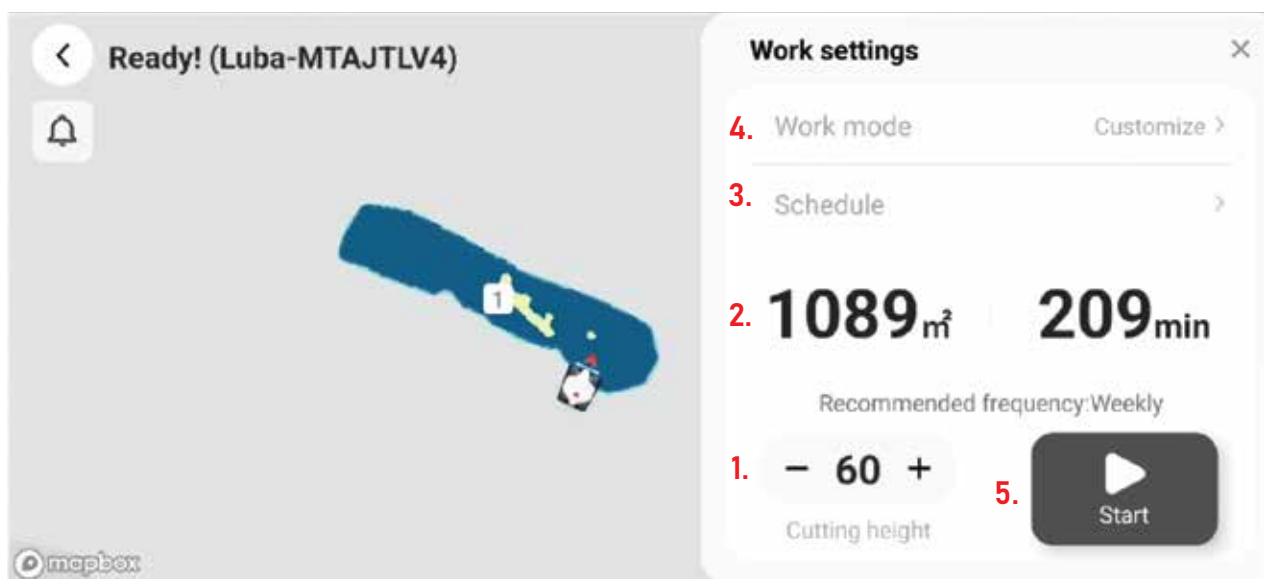 Ready! (Luba-MTAJTLV4)
Work settings
4. Work mode Customize >
3. Schedule >
2. 1089㎡ 209min
Recommended frequency:Weekly
1. − 60 +
5. Start
Cutting height
1
mapbox